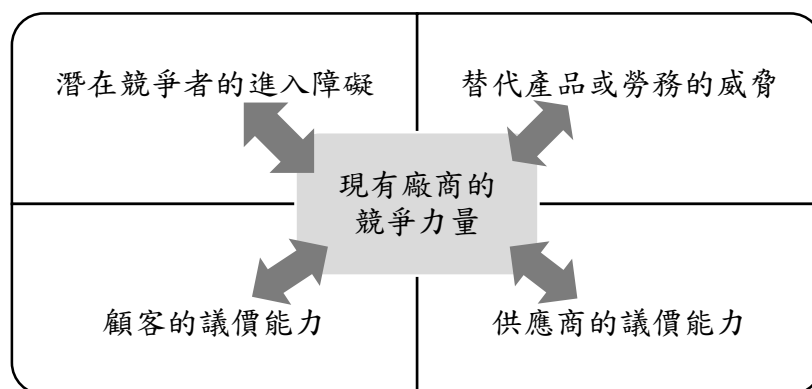 潛在競爭者的進入障礙
替代產品或勞務的威脅
現有廠商的
競爭力量
顧客的議價能力
供應商的議價能力